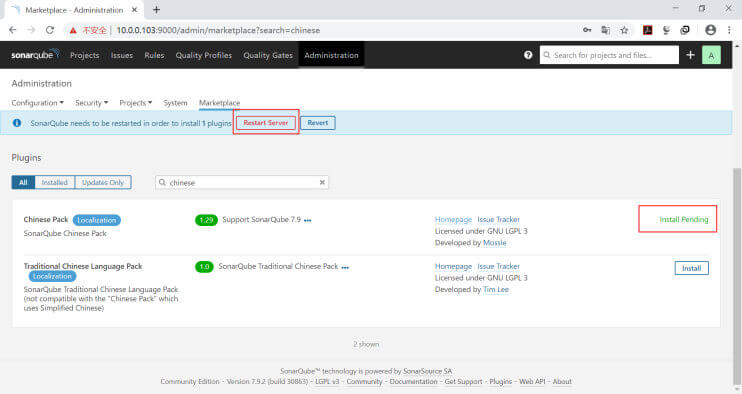 Marketplace - Administration
不安全 10.0.0.103:9000/admin/marketplace?search=chinese
sonarqube Projects Issues Rules Quality Profiles Quality Gates Administration Search for projects and files... A
Administration
Configuration Security Projects System Marketplace
SonarQube needs to be restarted in order to install 1 plugins Restart Server Revert
Plugins
All Installed Updates Only chinese
Chinese Pack Localization 1.29 Support SonarQube 7.9 ••• Homepage Issue Tracker Install Pending
SonarQube Chinese Pack Licensed under GNU LGPL 3
Developed by Mossle
Traditional Chinese Language Pack 1.0 SonarQube Traditional Chinese Pack ••• Homepage Issue Tracker Install
Localization Licensed under GNU LGPL 3
SonarQube Traditional Chinese Language Pack Developed by Tim Lee
(not compatible with the "Chinese Pack" which
uses Simplified Chinese)
2 shown
SonarQube™ technology is powered by SonarSource SA
Community Edition - Version 7.9.2 (build 30863) - LGPL v3 - Community - Documentation - Get Support - Plugins - Web API - About